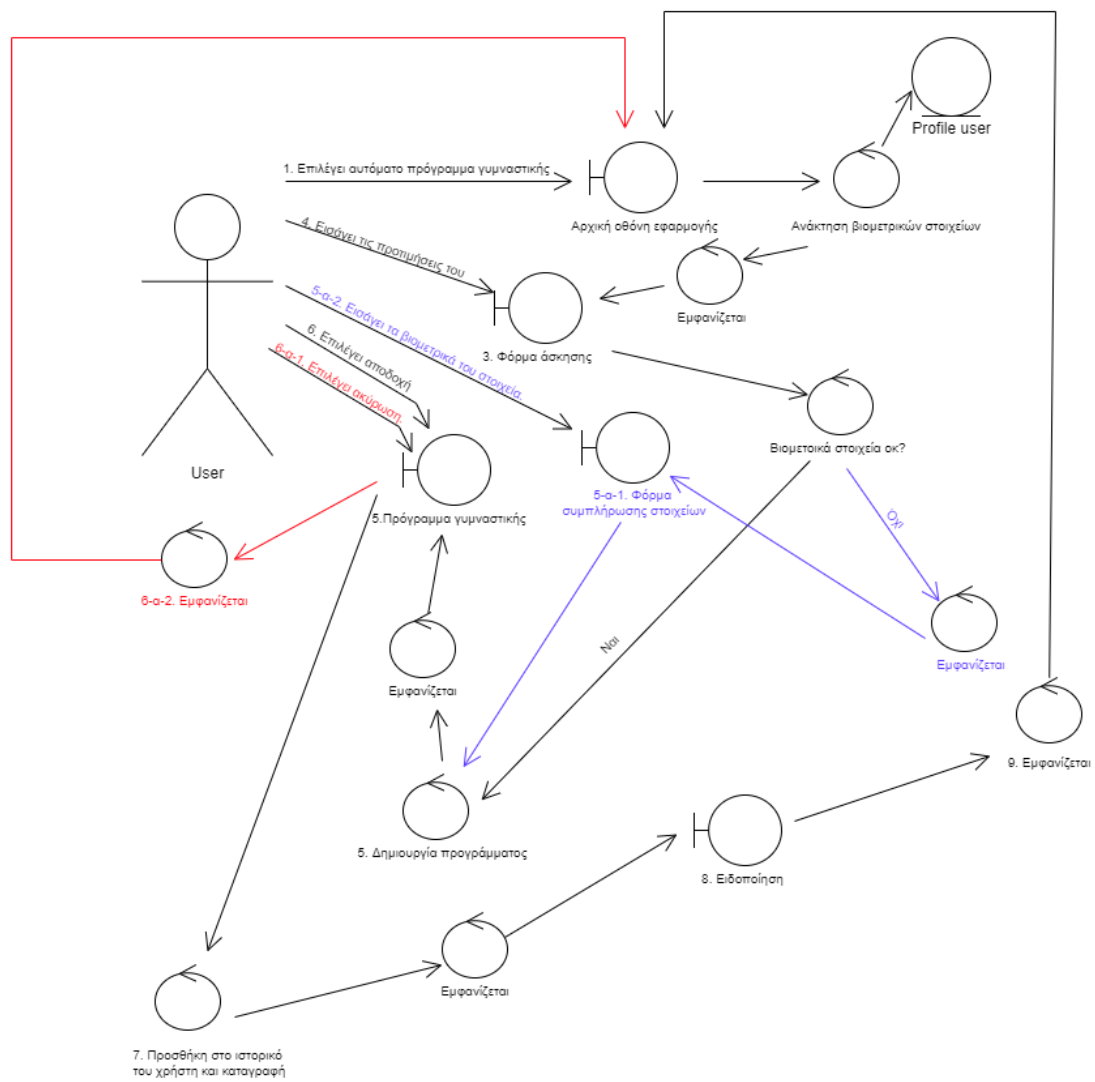 Profile user
1. Επιλέγει αυτόματο πρόγραμμα γυμναστικής
Αρχική οθόνη εφαρμογής
Ανάκτηση βιομετρικών στοιχείων
4. Εισάνει τις προτιμήσεις του
Εμφανίζεται
5-α-2. Εισάγει τα βιομετρικά του στοιχεία.
3. Φόρμα άσκησης
6. Επιλέγει αποδοχή
6-α-1. Επιλέγει ακύρωση.
Βιομετοικά στοιχεία οκ?
User
5-α-1. Φόρμα
συμπλήρωσης στοιχείων
5.Πρόγραμμα γυμναστικής
Όχι
6-α-2. Εμφανίζεται
Ναι
Εμφανίζεται
Εμφανίζεται
9. Εμφανίζεται
5. Δημιουργία προγράμματος
8. Ειδοποίηση
Εμφανίζεται
7. Προσθήκη στο ιστορικό
του χρήστη και καταγραφή